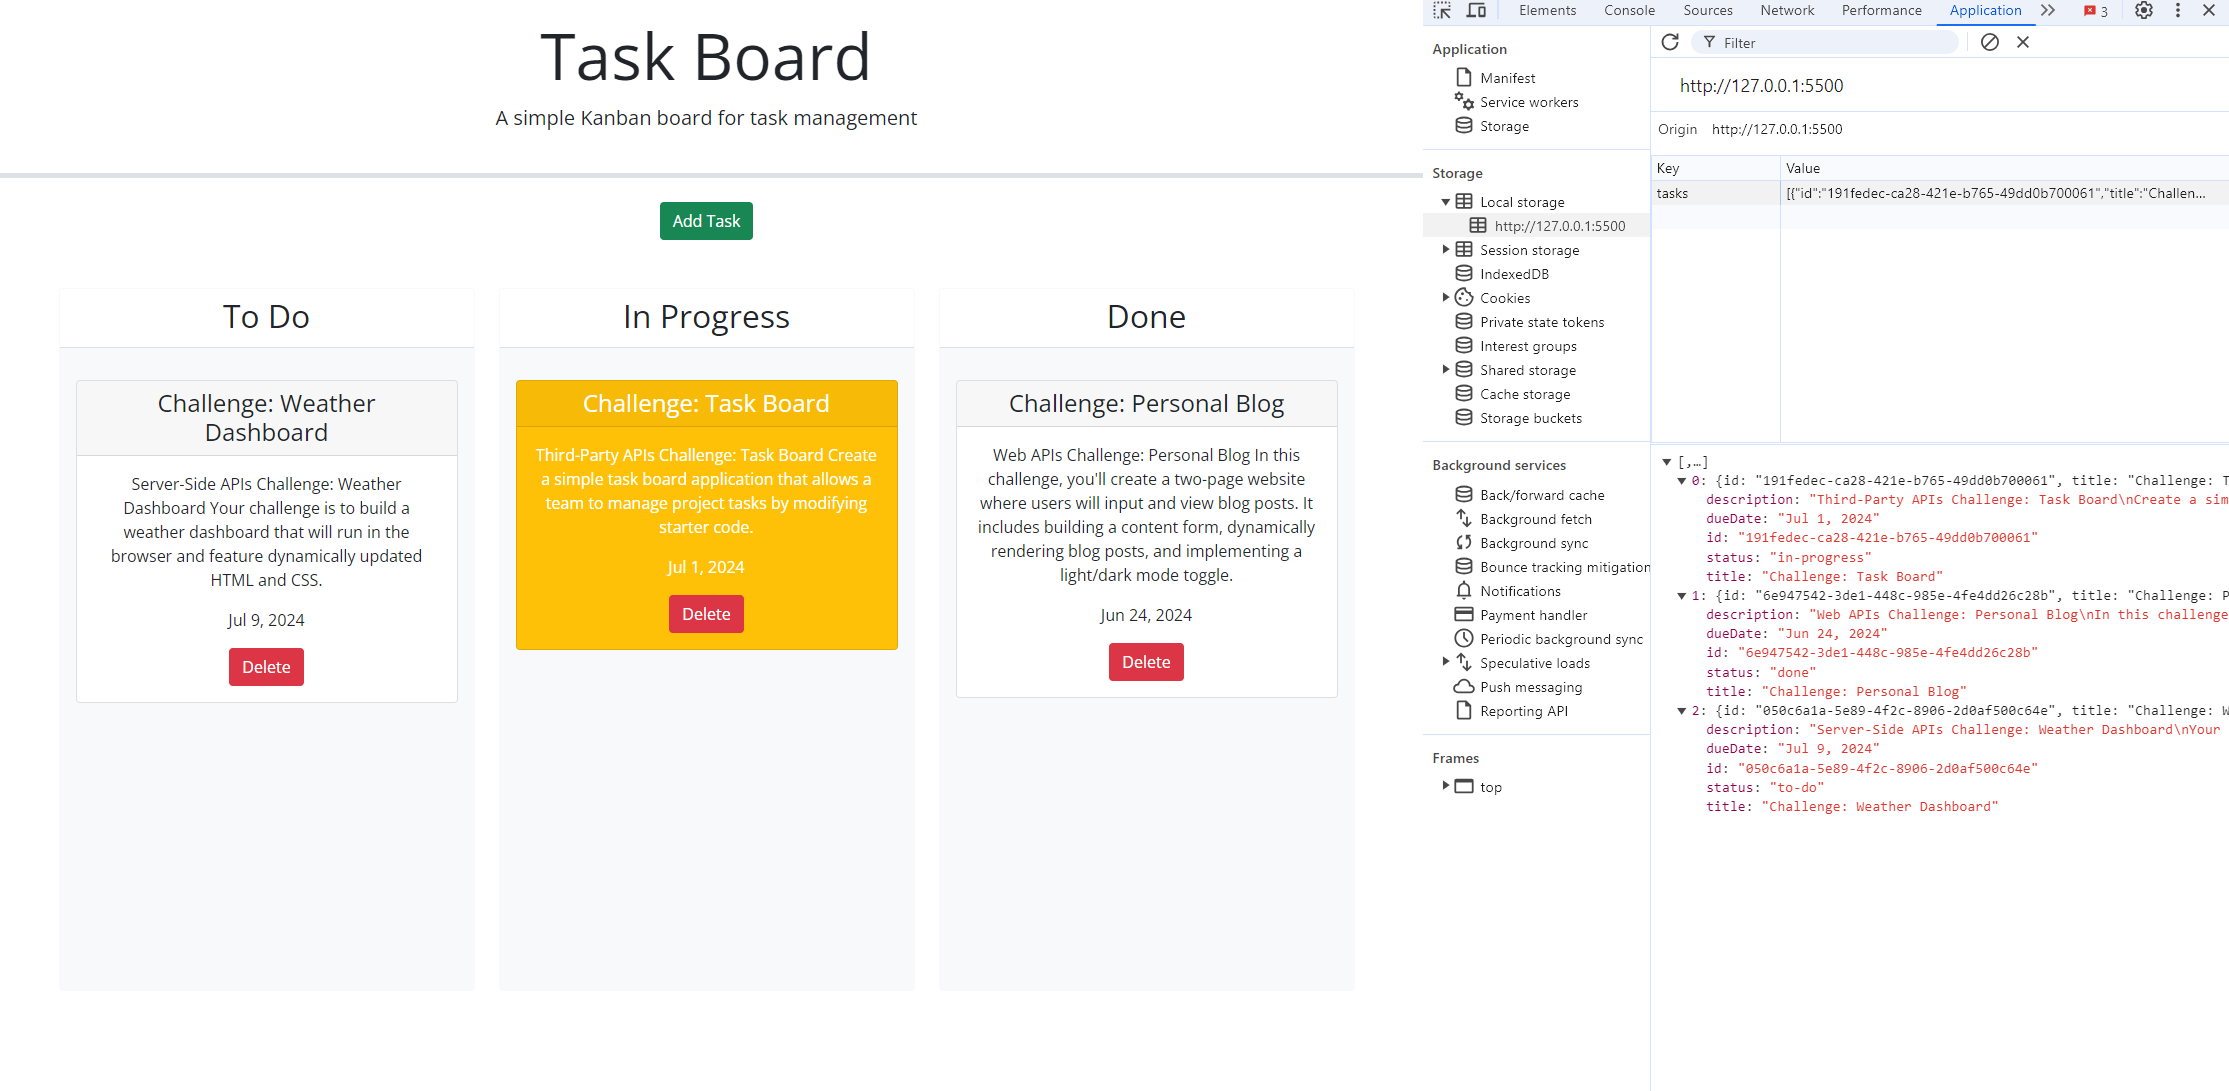 Task Board
A simple Kanban board for task management
Add Task
To Do
Challenge: Weather
Dashboard
Server-Side APIs Challenge: Weather
Dashboard Your challenge is to build a
weather dashboard that will run in the
browser and feature dynamically updated
HTML and CSS.
Jul 9, 2024
Delete
In Progress
Challenge: Task Board
Third-Party APIs Challenge: Task Board Create
a simple task board application that allows a
team to manage project tasks by modifying
starter code.
Jul 1, 2024
Delete
Done
Challenge: Personal Blog
Web APIs Challenge: Personal Blog In this
challenge, you'll create a two-page website
where users will input and view blog posts. It
includes building a content form, dynamically
rendering blog posts, and implementing a
light/dark mode toggle.
Jun 24, 2024
Delete
Elements Console Sources Network Performance Application 3
Application
Manifest
Service workers
Storage
Storage
Local storage
http://127.0.0.1:5500
Session storage
IndexedDB
Cookies
Private state tokens
Interest groups
Shared storage
Cache storage
Storage buckets
Background services
Back/forward cache
Background fetch
Background sync
Bounce tracking mitigation
Notifications
Payment handler
Periodic background sync
Speculative loads
Push messaging
Reporting API
Frames
top
Filter
http://127.0.0.1:5500
Origin http://127.0.0.1:5500
Key Value
tasks [{"id":"191fedec-ca28-421e-b765-49dd0b700061","title":"Challen...
[,…]
0: {id: "191fedec-ca28-421e-b765-49dd0b700061", title: "Challenge: T
description: "Third-Party APIs Challenge: Task Board\nCreate a sim
dueDate: "Jul 1, 2024"
id: "191fedec-ca28-421e-b765-49dd0b700061"
status: "in-progress"
title: "Challenge: Task Board"
1: {id: "6e947542-3de1-448c-985e-4fe4dd26c28b", title: "Challenge: P
description: "Web APIs Challenge: Personal Blog\nIn this challenge
dueDate: "Jun 24, 2024"
id: "6e947542-3de1-448c-985e-4fe4dd26c28b"
status: "done"
title: "Challenge: Personal Blog"
2: {id: "050c6a1a-5e89-4f2c-8906-2d0af500c64e", title: "Challenge: W
description: "Server-Side APIs Challenge: Weather Dashboard\nYour
dueDate: "Jul 9, 2024"
id: "050c6a1a-5e89-4f2c-8906-2d0af500c64e"
status: "to-do"
title: "Challenge: Weather Dashboard"